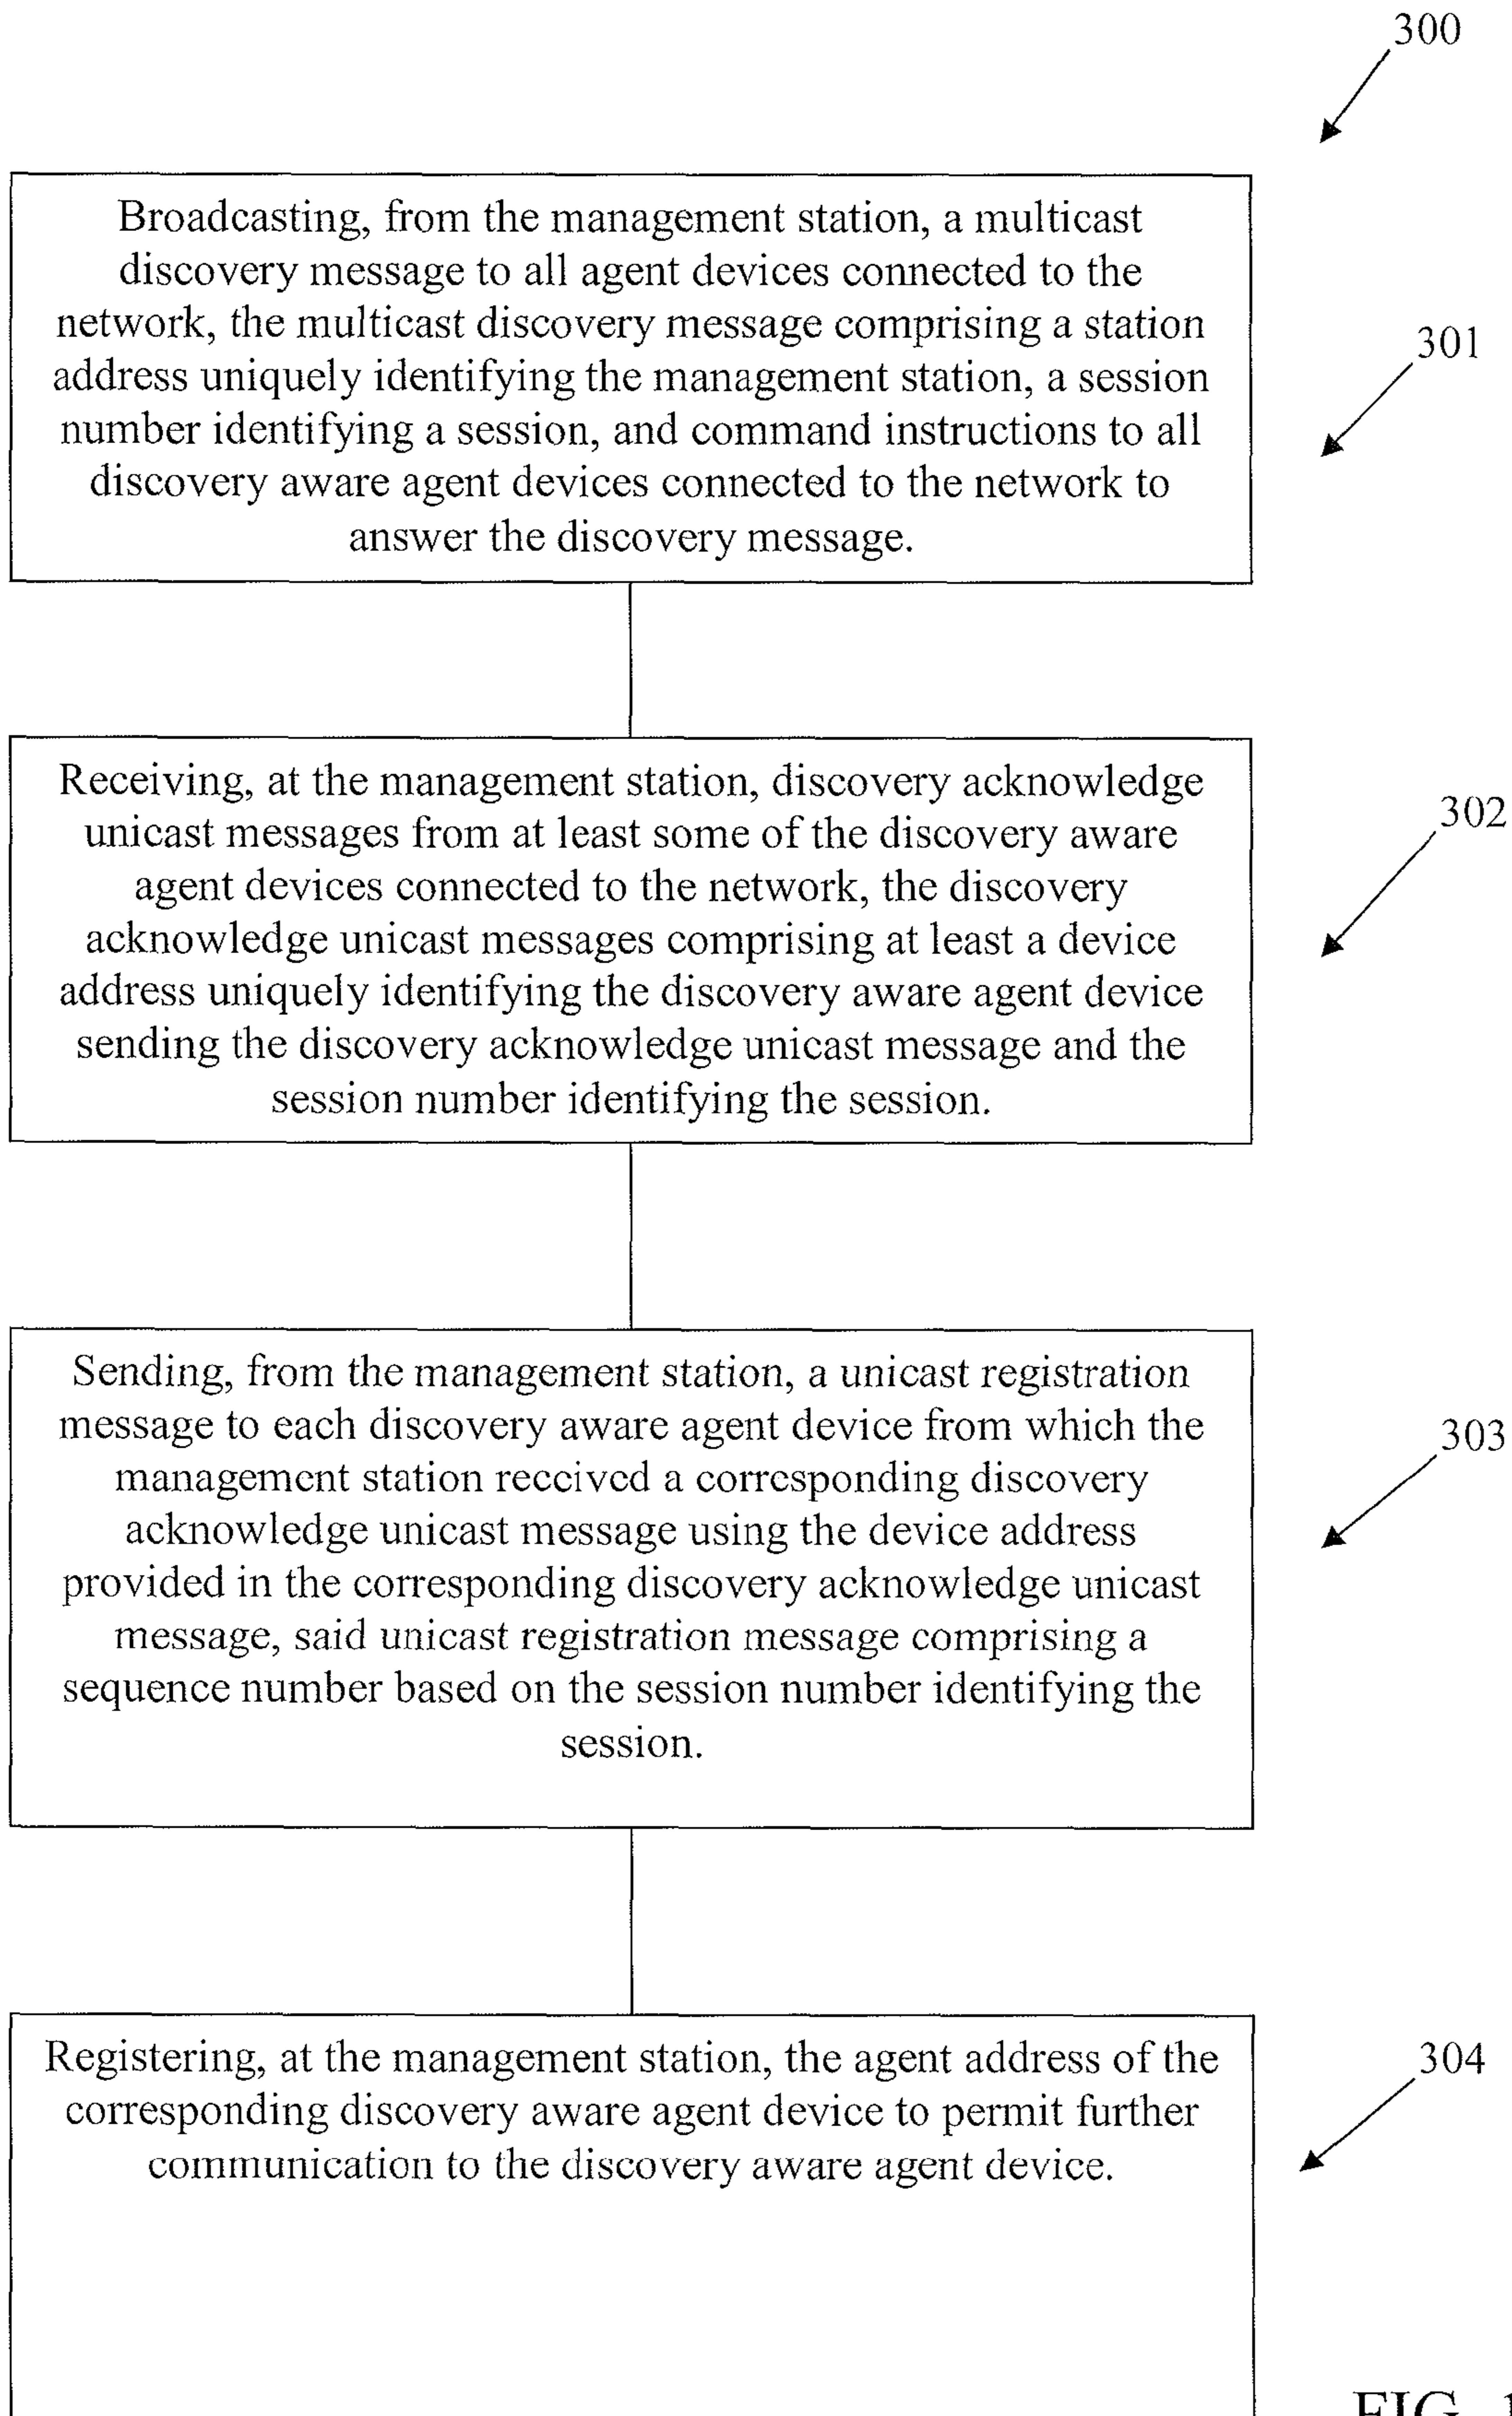 300
Broadcasting, from the management station, a multicast
discovery message to all agent devices connected to the
network, the multicast discovery message comprising a station
address uniquely identifying the management station, a session
number identifying a session, and command instructions to all
discovery aware agent devices connected to the network to
answer the discovery message.
301
Receiving, at the management station, discovery acknowledge
unicast messages from at least some of the discovery aware
agent devices connected to the network, the discovery
acknowledge unicast messages comprising at least a device
address uniquely identifying the discovery aware agent device
sending the discovery acknowledge unicast message and the
session number identifying the session.
302
Sending, from the management station, a unicast registration
message to each discovery aware agent device from which the
management station received a corresponding discovery
acknowledge unicast message using the device address
provided in the corresponding discovery acknowledge unicast
message, said unicast registration message comprising a
sequence number based on the session number identifying the
session.
303
Registering, at the management station, the agent address of the
corresponding discovery aware agent device to permit further
communication to the discovery aware agent device.
304
FIG.